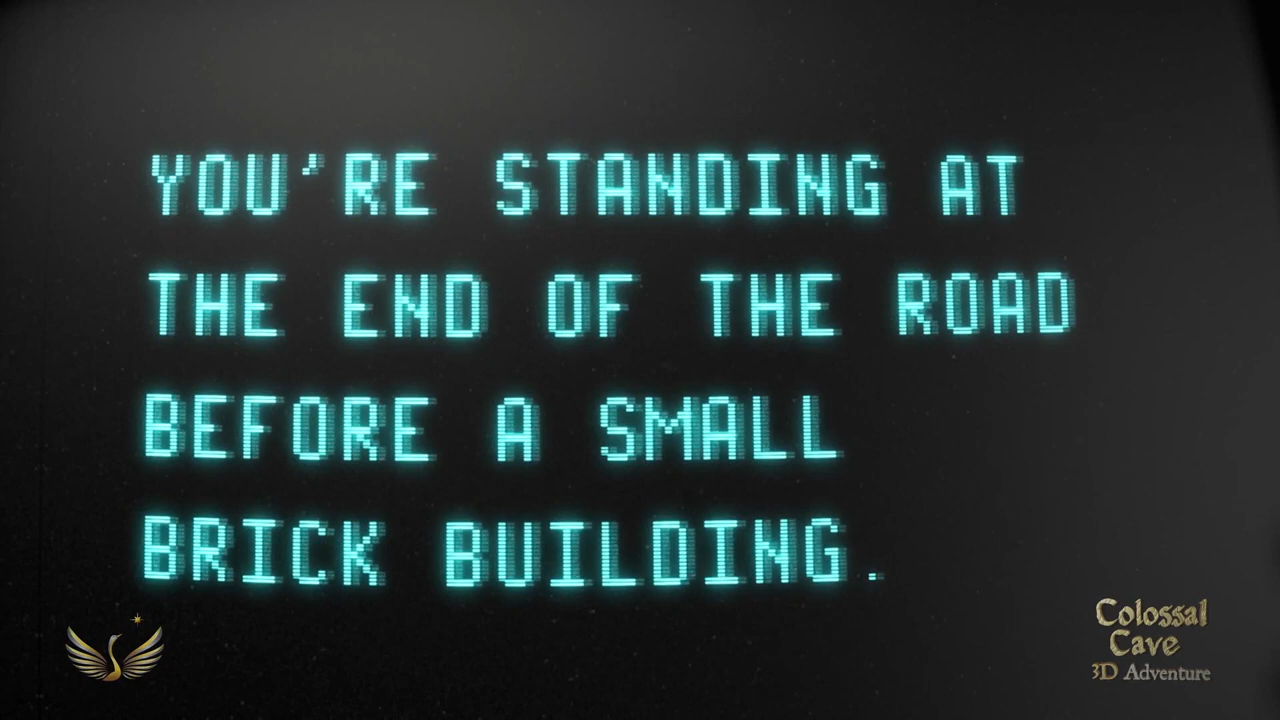 YOU'RE STANDING AT
THE END OF THE ROAD
BEFORE A SMALL
BRICK BUILDING.
Colossal
Cave
3D Adventure